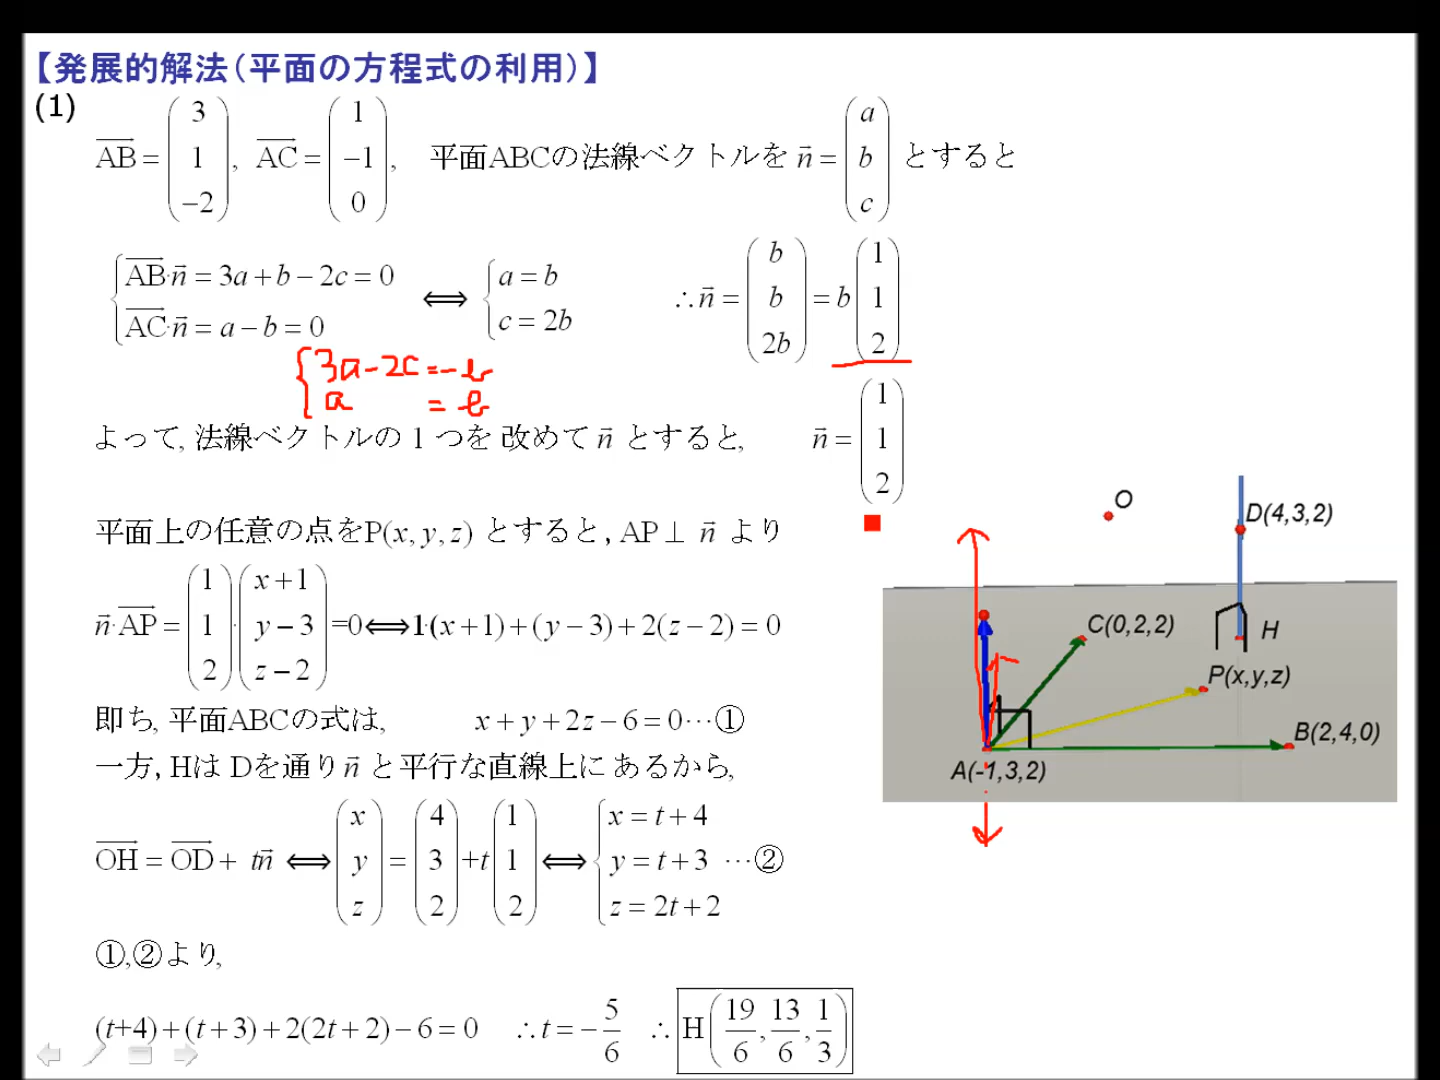 【発展的解法(平面の方程式の利用)】
(1)
AB→ = (3, 1, −2), AC→ = (1, −1, 0), 平面ABCの法線ベクトルを n→ = (a, b, c) とすると
{ AB→·n→ = 3a + b − 2c = 0
AC→·n→ = a − b = 0 ⟺ { a = b
c = 2b ∴ n→ = (b, b, 2b) = b(1, 1, 2)
{ 3a − 2c = −b
a = b
よって, 法線ベクトルの 1 つを 改めて n→ とすると, n→ = (1, 1, 2)
平面上の任意の点をP(x, y, z) とすると, AP ⊥ n→ より
n→·AP→ = (1, 1, 2)·(x + 1, y − 3, z − 2) =0⟺1·(x + 1) + (y − 3) + 2(z − 2) = 0
即ち, 平面ABCの式は, x + y + 2z − 6 = 0…①
一方, Hは Dを通り n→ と平行な直線上にあるから,
OH→ = OD→ + tn→ ⟺ (x, y, z) = (4, 3, 2) +t(1, 1, 2) ⟺ { x = t + 4
y = t + 3 …②
z = 2t + 2
①,②より,
(t+4) + (t + 3) + 2(2t + 2) − 6 = 0 ∴ t = −5/6 ∴ H(19/6, 13/6, 1/3)
O
D(4,3,2)
C(0,2,2)
H
P(x,y,z)
B(2,4,0)
A(-1,3,2)